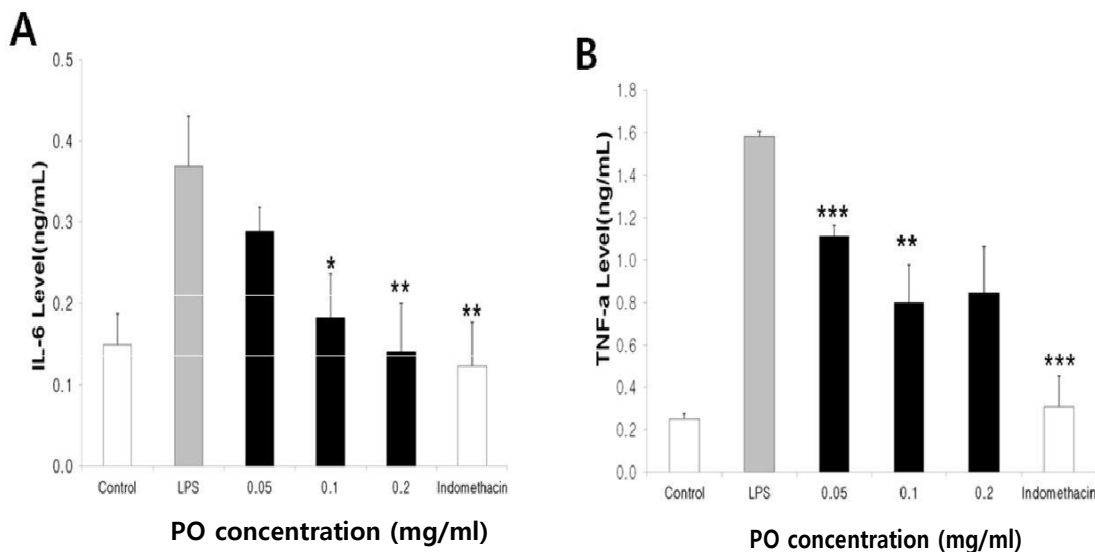 A
IL-6 Level(ng/mL)
0.5
0.4
0.3
0.2
0.1
0.0
*
**
**
Control LPS 0.05 0.1 0.2 Indomethacin
PO concentration (mg/ml)
B
TNF-a Level(ng/mL)
1.8
1.6
1.4
1.2
1.0
0.8
0.6
0.4
0.2
0.0
***
**
***
Control LPS 0.05 0.1 0.2 Indomethacin
PO concentration (mg/ml)